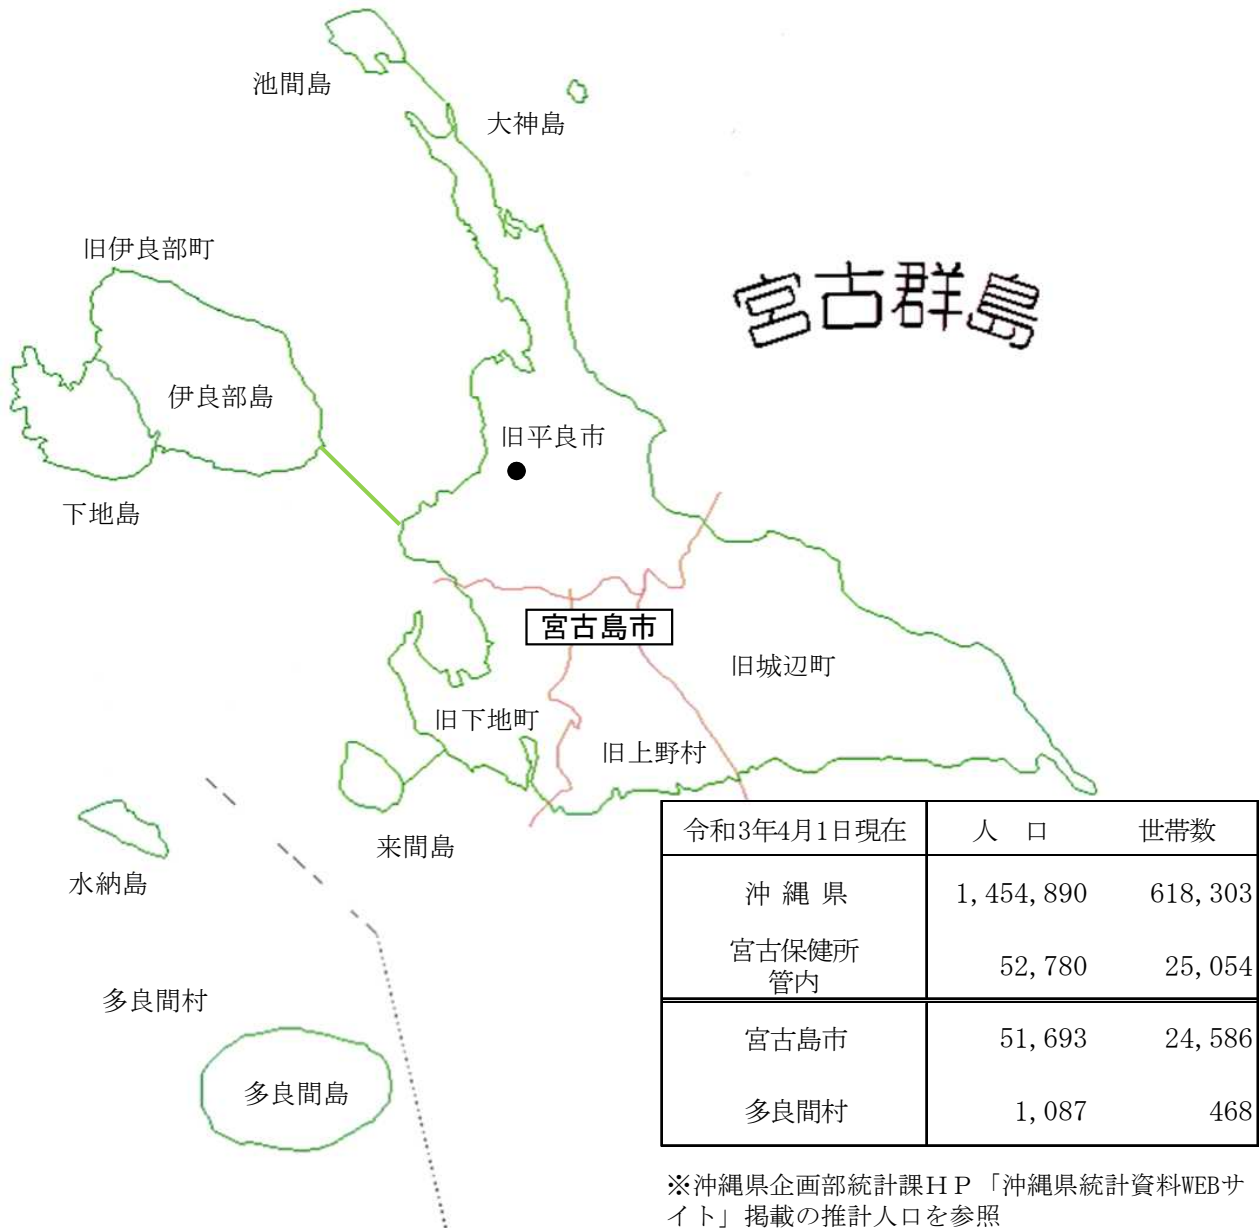 池間島
大神島
旧伊良部町
宮古群島
伊良部島
旧平良市
下地島
宮古島市
旧城辺町
旧下地町
旧上野村
来間島
水納島
多良間村
多良間島
令和3年4月1日現在 人 口 世帯数
沖 縄 県 1,454,890 618,303
宮古保健所
管内 52,780 25,054
宮古島市 51,693 24,586
多良間村 1,087 468
※沖縄県企画部統計課ＨＰ「沖縄県統計資料WEBサ
イト」掲載の推計人口を参照